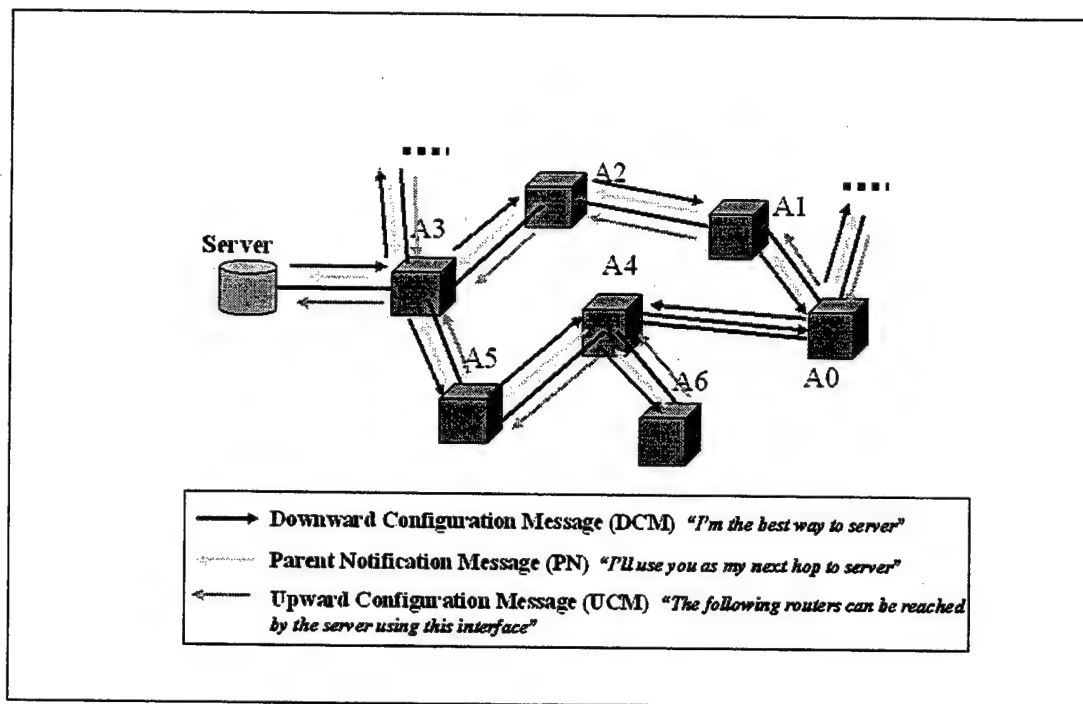 A2
A3
A1
Server
A4
A5
A6
A0
Downward Configuration Message (DCM) "I'm the best way to server"
Parent Notification Message (PN) "I'll use you as my next hop to server"
Upward Configuration Message (UCM) "The following routers can be reached
by the server using this interface"